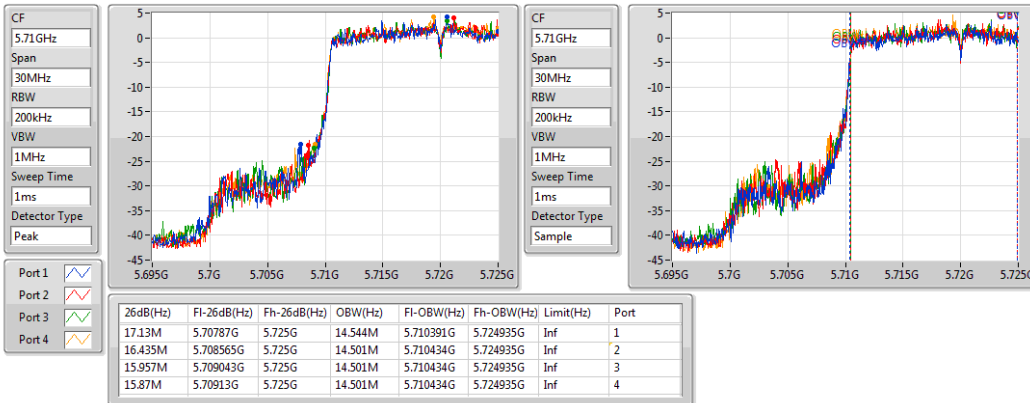 CF
5.71GHz
Span
30MHz
RBW
200kHz
VBW
1MHz
Sweep Time
1ms
Detector Type
Peak
5
0
-5
-10
-15
-20
-25
-30
-35
-40
-45
5.695G 5.7G 5.705G 5.710G 5.715G 5.720G 5.725G
CF
5.71GHz
Span
30MHz
RBW
200kHz
VBW
1MHz
Sweep Time
1ms
Detector Type
Sample
5
0
-5
-10
-15
-20
-25
-30
-35
-40
-45
5.695G 5.7G 5.705G 5.71G 5.715G 5.72G 5.725G
Port 1
Port 2
Port 3
Port 4
26dB(Hz) Fl-26dB(Hz) Fh-26dB(Hz) OBW(Hz) Fl-OBW(Hz) Fh-OBW(Hz) Limit(Hz) Port
17.13M 5.70787G 5.725G 14.544M 5.710391G 5.724935G Inf 1
16.435M 5.708565G 5.725G 14.501M 5.710434G 5.724935G Inf 2
15.957M 5.709043G 5.725G 14.501M 5.710434G 5.724935G Inf 3
15.87M 5.70913G 5.725G 14.501M 5.710434G 5.724935G Inf 4